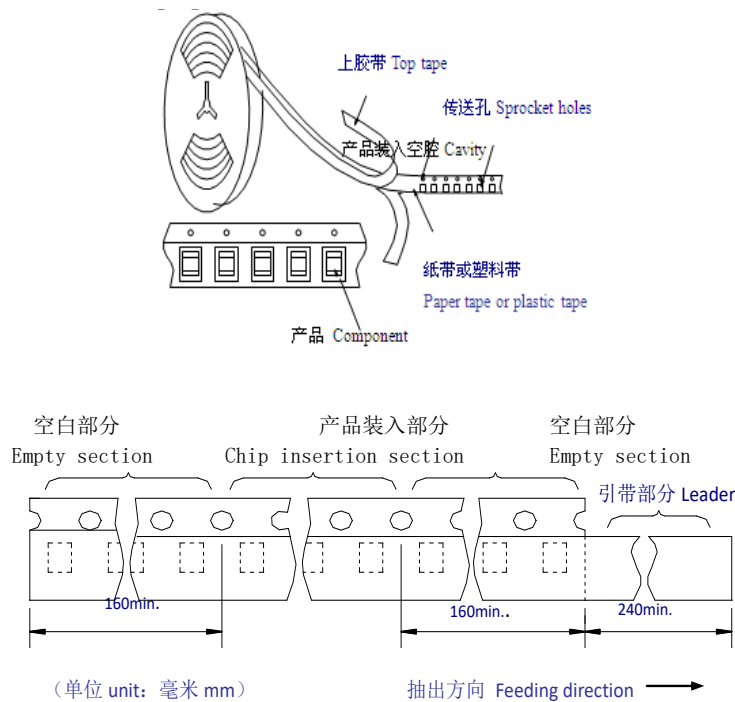 上胶带 Top tape
传送孔 Sprocket holes
产品装入空腔 Cavity
纸带或塑料带
Paper tape or plastic tape
产品 Component
空白部分 产品装入部分 空白部分
Empty section Chip insertion section Empty section
引带部分 Leader
160min. 160min.. 240min.
（单位 unit：毫米 mm） 抽出方向 Feeding direction